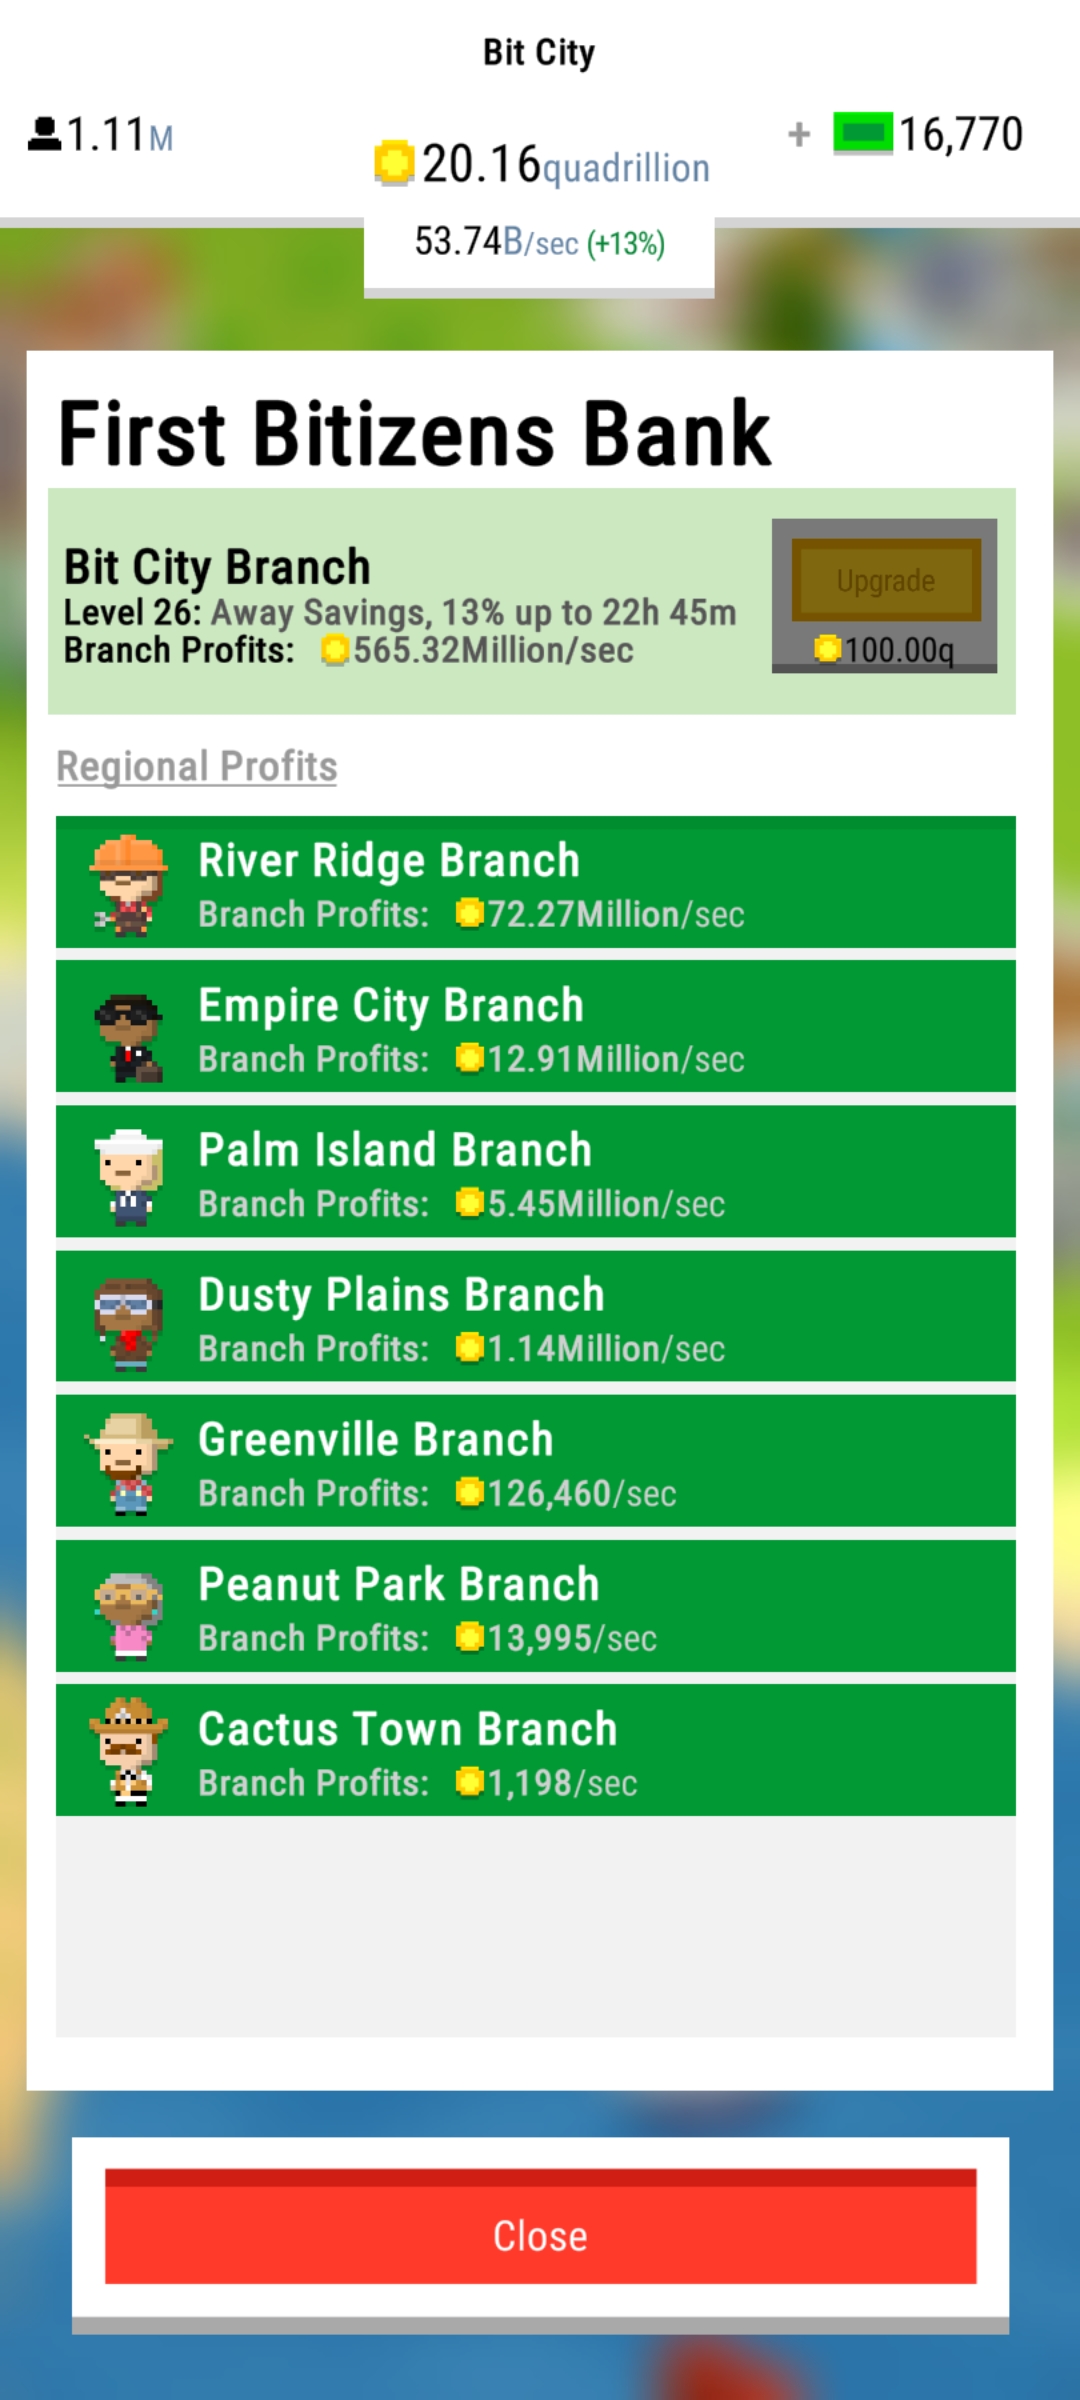 Bit City
1.11M
+ 16,770
20.16quadrillion
53.74B/sec (+13%)
First Bitizens Bank
Bit City Branch
Level 26: Away Savings, 13% up to 22h 45m
Branch Profits: 565.32Million/sec
Upgrade
100.00q
Regional Profits
River Ridge Branch
Branch Profits: 72.27Million/sec
Empire City Branch
Branch Profits: 12.91Million/sec
Palm Island Branch
Branch Profits: 5.45Million/sec
Dusty Plains Branch
Branch Profits: 1.14Million/sec
Greenville Branch
Branch Profits: 126,460/sec
Peanut Park Branch
Branch Profits: 13,995/sec
Cactus Town Branch
Branch Profits: 1,198/sec
Close